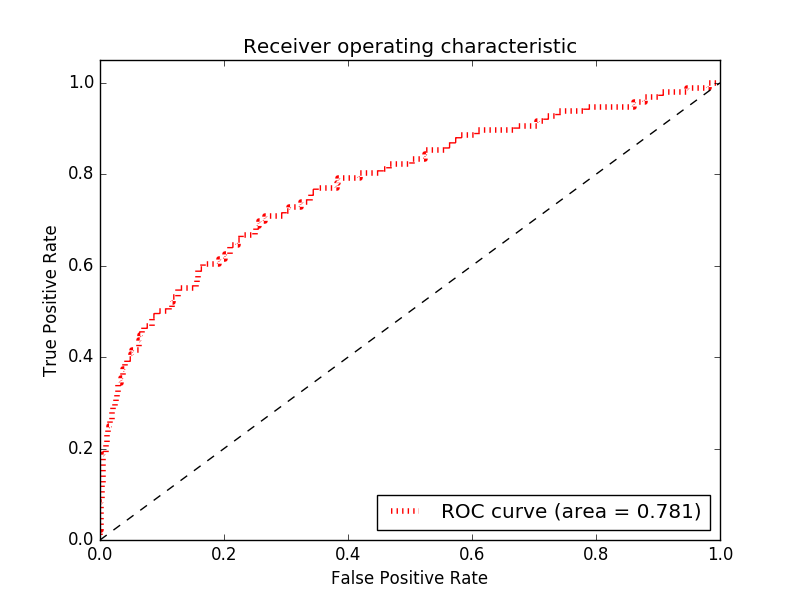 Receiver operating characteristic
1.0
0.8
0.6
0.4
0.2
0.0
True Positive Rate
ROC curve (area = 0.781)
0.0 0.2 0.4 0.6 0.8 1.0
False Positive Rate